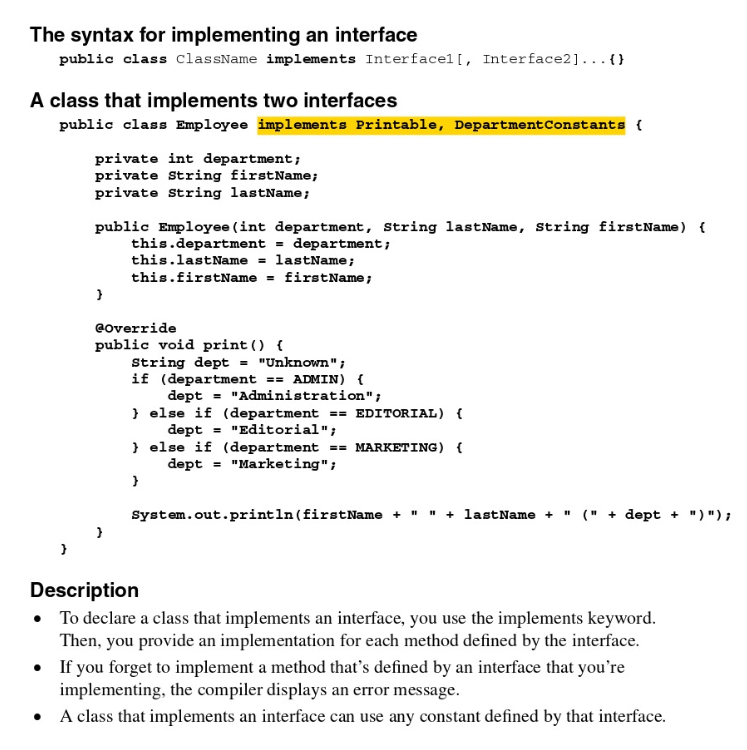 The syntax for implementing an interface
public class ClassName implements Interface1[, Interface2]...{}
A class that implements two interfaces
public class Employee implements Printable, DepartmentConstants {
private int department;
private String firstName;
private String lastName;
public Employee(int department, String lastName, String firstName) {
this.department = department;
this.lastName = lastName;
this.firstName = firstName;
}
@Override
public void print() {
String dept = "Unknown";
if (department == ADMIN) {
dept = "Administration";
} else if (department == EDITORIAL) {
dept = "Editorial";
} else if (department == MARKETING) {
dept = "Marketing";
}
System.out.println(firstName + " " + lastName + " (" + dept + ")");
}
}
Description
• To declare a class that implements an interface, you use the implements keyword.
Then, you provide an implementation for each method defined by the interface.
• If you forget to implement a method that's defined by an interface that you're
implementing, the compiler displays an error message.
• A class that implements an interface can use any constant defined by that interface.